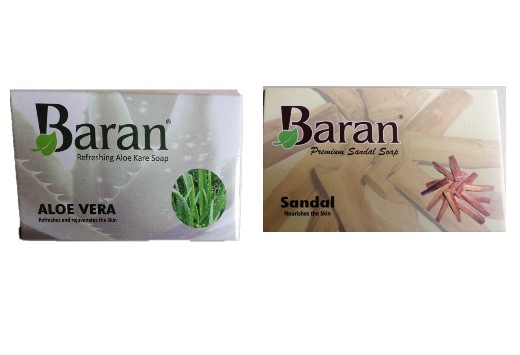 Baran®
Refreshing Aloe Kare Soap
ALOE VERA
Refreshes and rejuvenates the Skin
Baran®
Premium Sandal Soap
Sandal
Nourishes the Skin